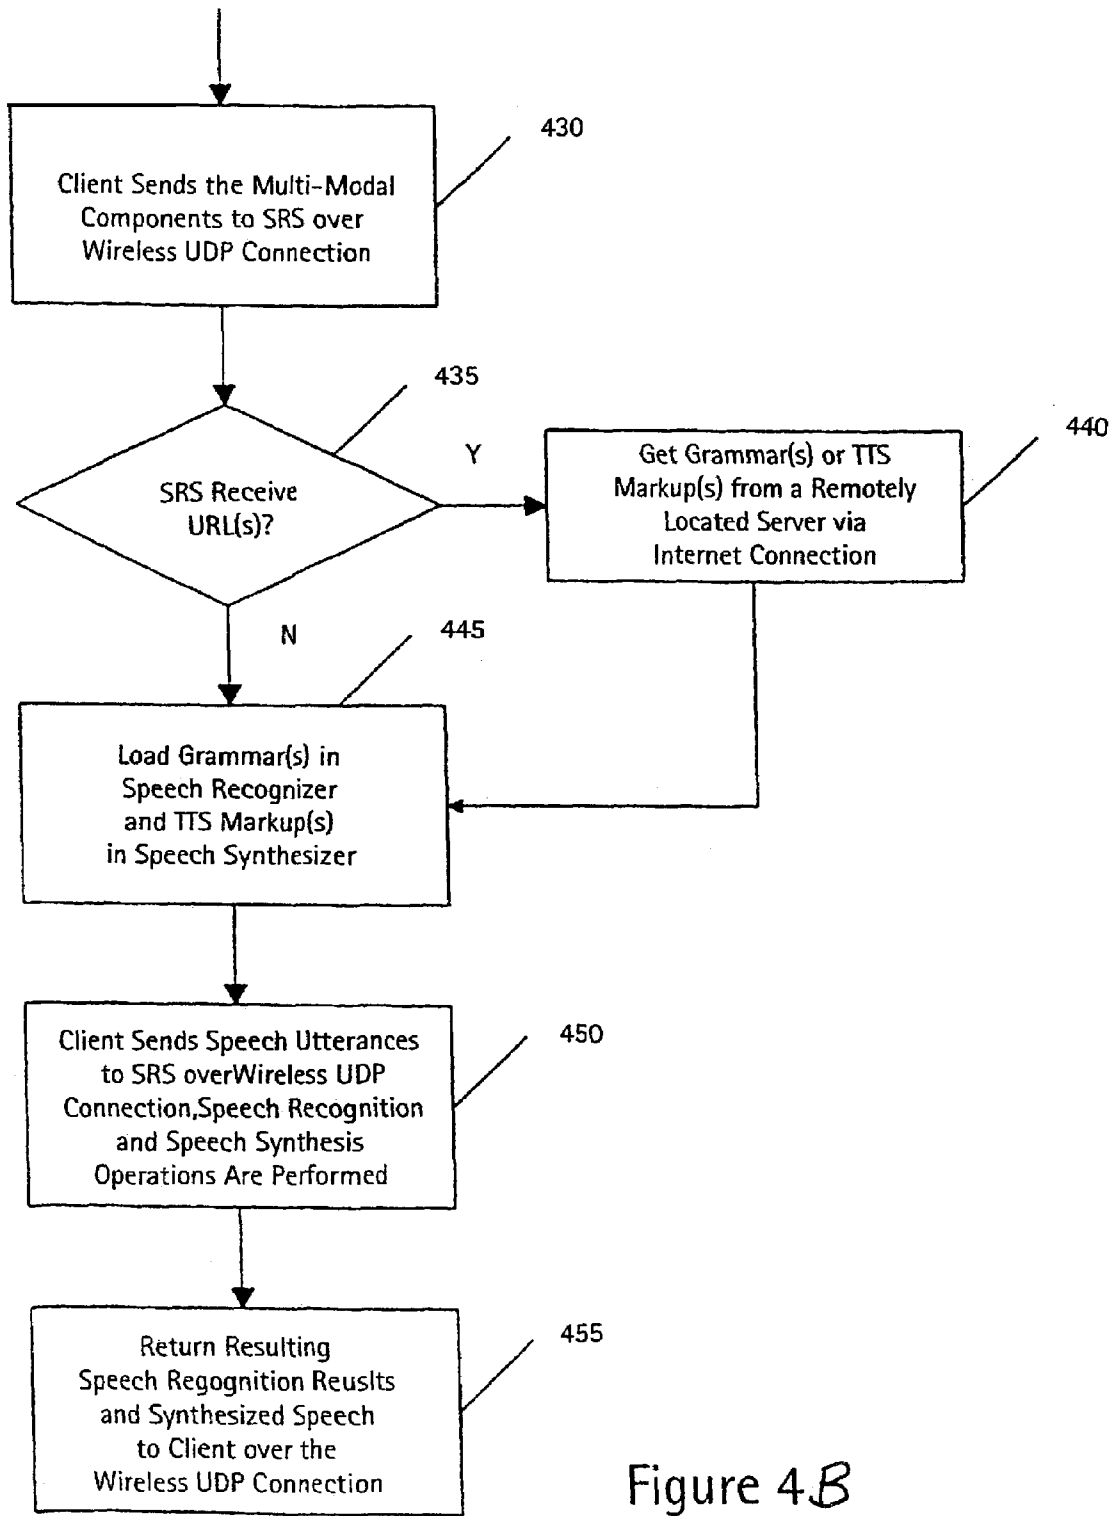 430
Client Sends the Multi-Modal
Components to SRS over
Wireless UDP Connection
435
Y
SRS Receive
URL(s)?
440
Get Grammar(s) or TTS
Markup(s) from a Remotely
Located Server via
Internet Connection
N
445
Load Grammar(s) in
Speech Recognizer
and TTS Markup(s)
in Speech Synthesizer
450
Client Sends Speech Utterances
to SRS overWireless UDP
Connection,Speech Recognition
and Speech Synthesis
Operations Are Performed
455
Return Resulting
Speech Regognition Reuslts
and Synthesized Speech
to Client over the
Wireless UDP Connection
Figure 4B